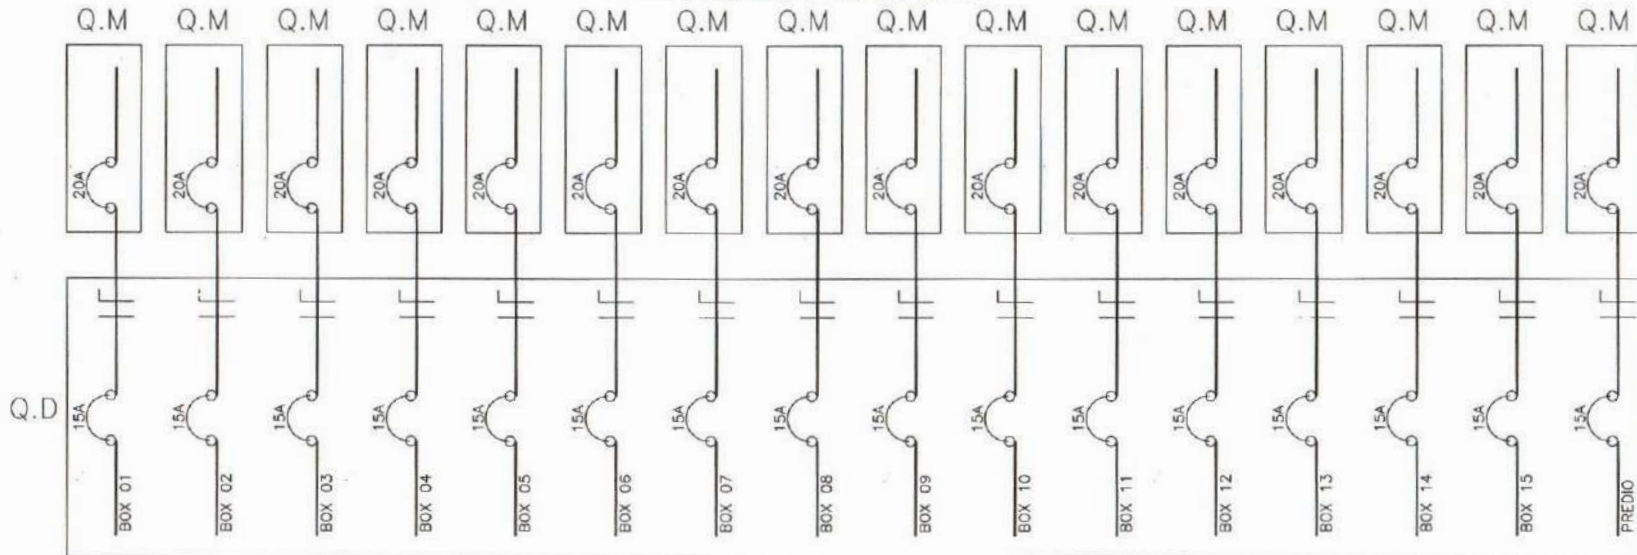 Q.M Q.M Q.M Q.M Q.M Q.M Q.M Q.M Q.M Q.M Q.M Q.M Q.M Q.M Q.M Q.M
20A 20A 20A 20A 20A 20A 20A 20A 20A 20A 20A 20A 20A 20A 20A 20A
Q.D
15A 15A 15A 15A 15A 15A 15A 15A 15A 15A 15A 15A 15A 15A 15A 15A
BOX 01
BOX 02
BOX 03
BOX 04
BOX 05
BOX 06
BOX 07
BOX 08
BOX 09
BOX 10
BOX 11
BOX 12
BOX 13
BOX 14
BOX 15
PREDIO